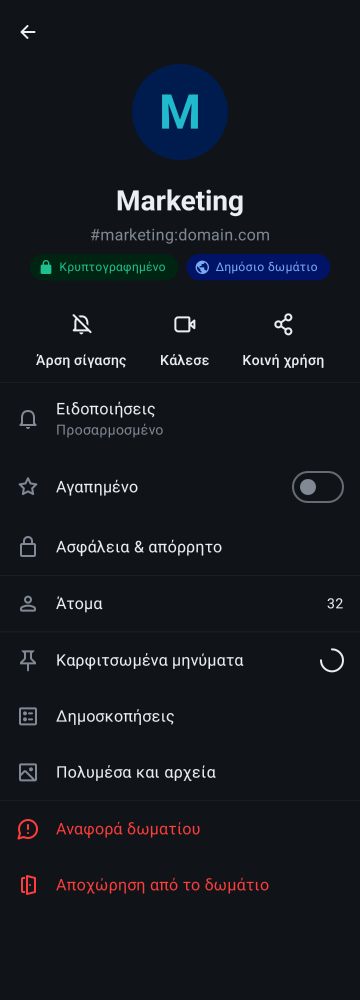 M
Marketing
#marketing:domain.com
Κρυπτογραφημένο
Δημόσιο δωμάτιο
Άρση σίγασης
Κάλεσε
Κοινή χρήση
Ειδοποιήσεις
Προσαρμοσμένο
Αγαπημένο
Ασφάλεια & απόρρητο
Άτομα
32
Καρφιτσωμένα μηνύματα
Δημοσκοπήσεις
Πολυμέσα και αρχεία
Αναφορά δωματίου
Αποχώρηση από το δωμάτιο